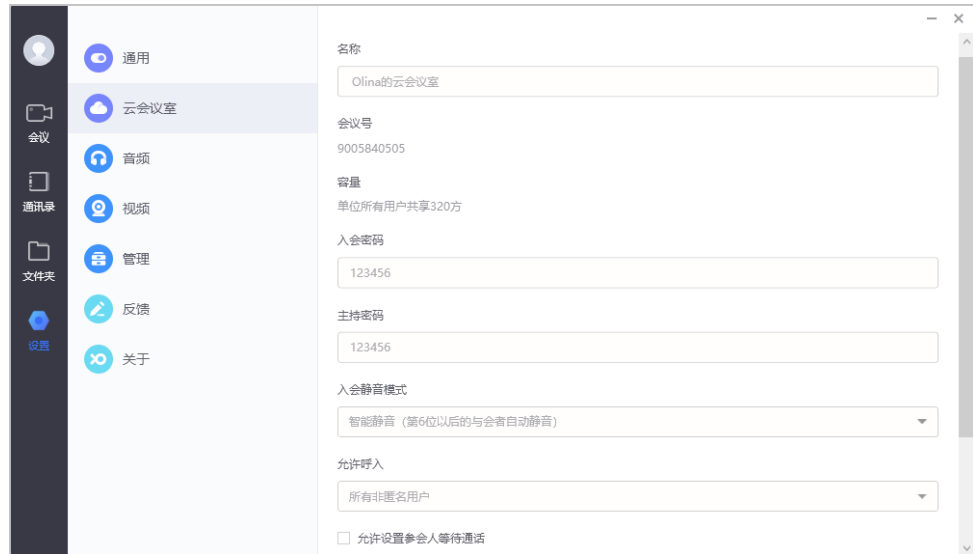 会议
通讯录
文件夹
设置
通用
云会议室
音频
视频
管理
反馈
关于
名称
Olina的云会议室
会议号
9005840505
容量
单位所有用户共享320方
入会密码
123456
主持密码
123456
入会静音模式
智能静音（第6位以后的与会者自动静音）
允许呼入
所有非匿名用户
允许设置参会人等待通话